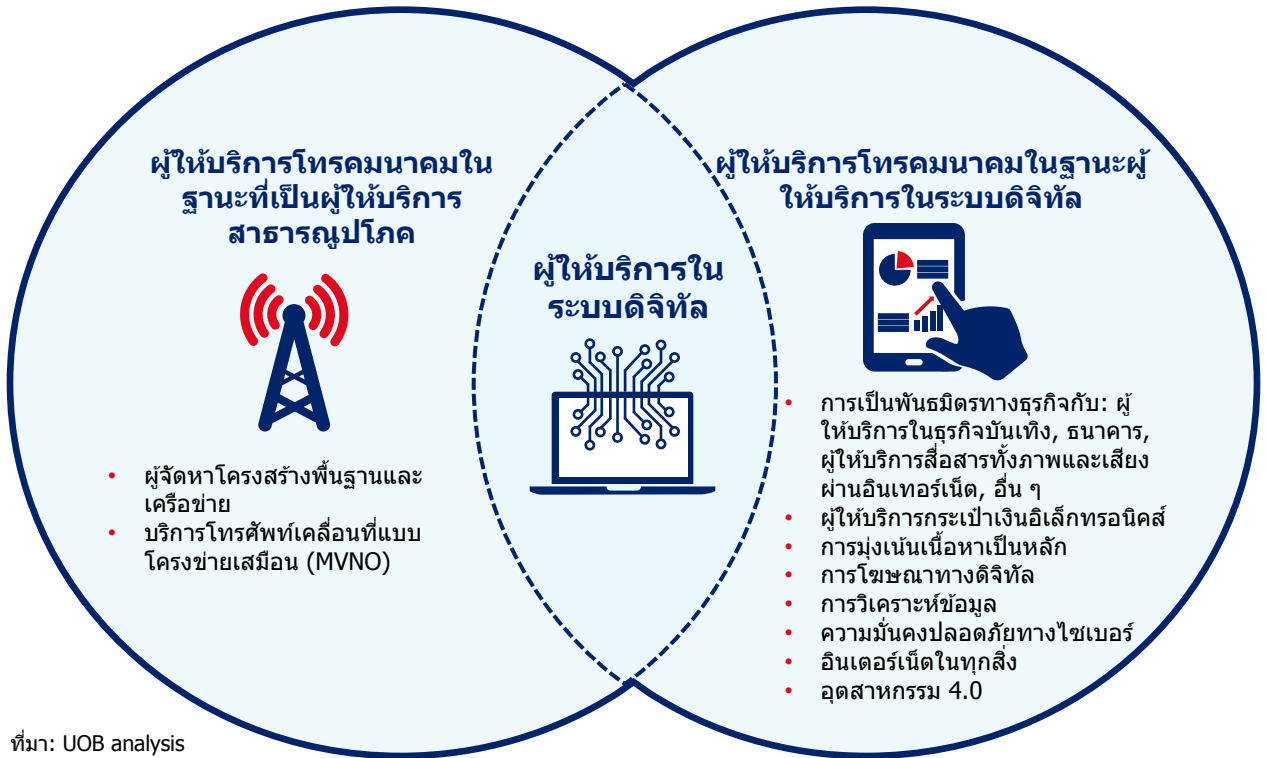 ผู้ให้บริการโทรคมนาคมใน
ฐานะที่เป็นผู้ให้บริการ
สาธารณูปโภค
ผู้จัดหาโครงสร้างพื้นฐานและ
เครือข่าย
บริการโทรศัพท์เคลื่อนที่แบบ
โครงข่ายเสมือน (MVNO)
ผู้ให้บริการใน
ระบบดิจิทัล
ผู้ให้บริการโทรคมนาคมในฐานะผู้
ให้บริการในระบบดิจิทัล
การเป็นพันธมิตรทางธุรกิจกับ: ผู้
ให้บริการในธุรกิจบันเทิง, ธนาคาร,
ผู้ให้บริการสื่อสารทั้งภาพและเสียง
ผ่านอินเทอร์เน็ต, อื่น ๆ
ผู้ให้บริการกระเป๋าเงินอิเล็กทรอนิคส์
การมุ่งเน้นเนื้อหาเป็นหลัก
การโฆษณาทางดิจิทัล
การวิเคราะห์ข้อมูล
ความมั่นคงปลอดภัยทางไซเบอร์
อินเตอร์เน็ตในทุกสิ่ง
อุตสาหกรรม 4.0
ที่มา: UOB analysis